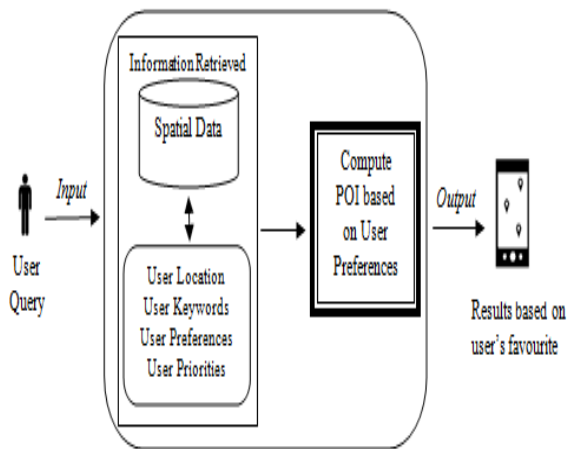 Information Retrieved
Spatial Data
Input
User
Query
User Location
User Keywords
User Preferences
User Priorities
Compute
POI based
on User
Preferences
Output
Results based on
user's favourite